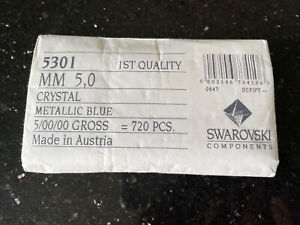 5301 1ST QUALITY
MM 5,0
CRYSTAL
METALLIC BLUE
5/00/00 GROSS = 720 PCS.
Made in Austria
0847
SWAROVSKI
COMPONENTS